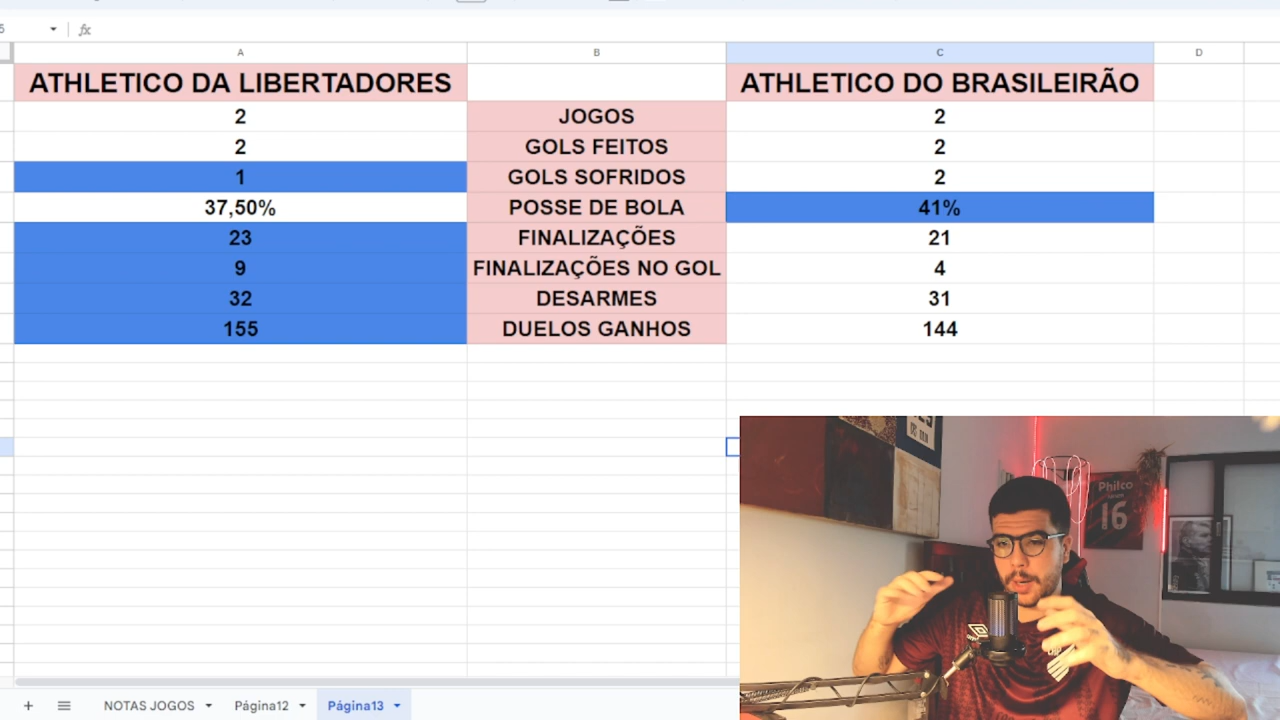 fx
A B C D
ATHLETICO DA LIBERTADORES ATHLETICO DO BRASILEIRÃO
2 JOGOS 2
2 GOLS FEITOS 2
1 GOLS SOFRIDOS 2
37,50% POSSE DE BOLA 41%
23 FINALIZAÇÕES 21
9 FINALIZAÇÕES NO GOL 4
32 DESARMES 31
155 DUELOS GANHOS 144
Philco
16
+ NOTAS JOGOS Página12 Página13